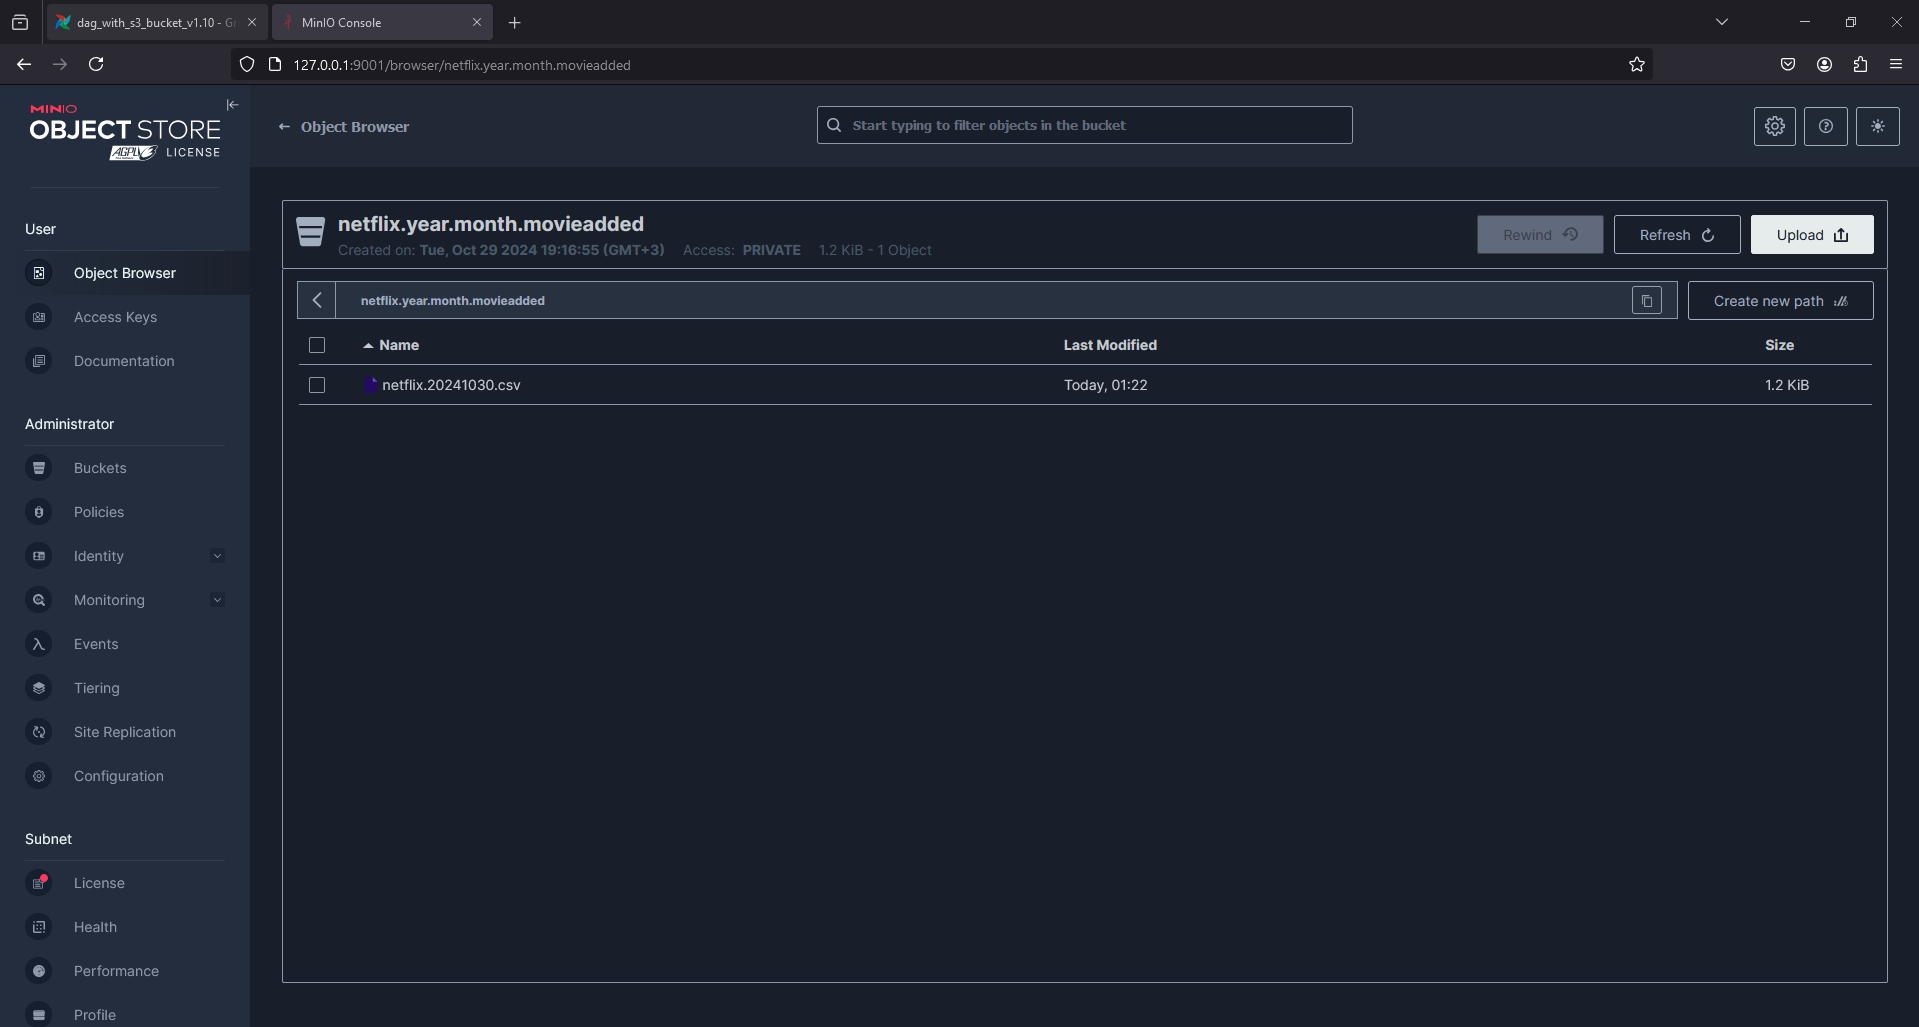 dag_with_s3_bucket_v1.10 - Gr
MinIO Console
127.0.0.1:9001/browser/netflix.year.month.movieadded
MINIO
OBJECT STORE
AGPLV3 LICENSE
Object Browser
Start typing to filter objects in the bucket
User
Object Browser
Access Keys
Documentation
Administrator
Buckets
Policies
Identity
Monitoring
Events
Tiering
Site Replication
Configuration
Subnet
License
Health
Performance
Profile
netflix.year.month.movieadded
Created on: Tue, Oct 29 2024 19:16:55 (GMT+3) Access: PRIVATE 1.2 KiB - 1 Object
Rewind
Refresh
Upload
netflix.year.month.movieadded
Create new path
Name Last Modified Size
netflix.20241030.csv Today, 01:22 1.2 KiB